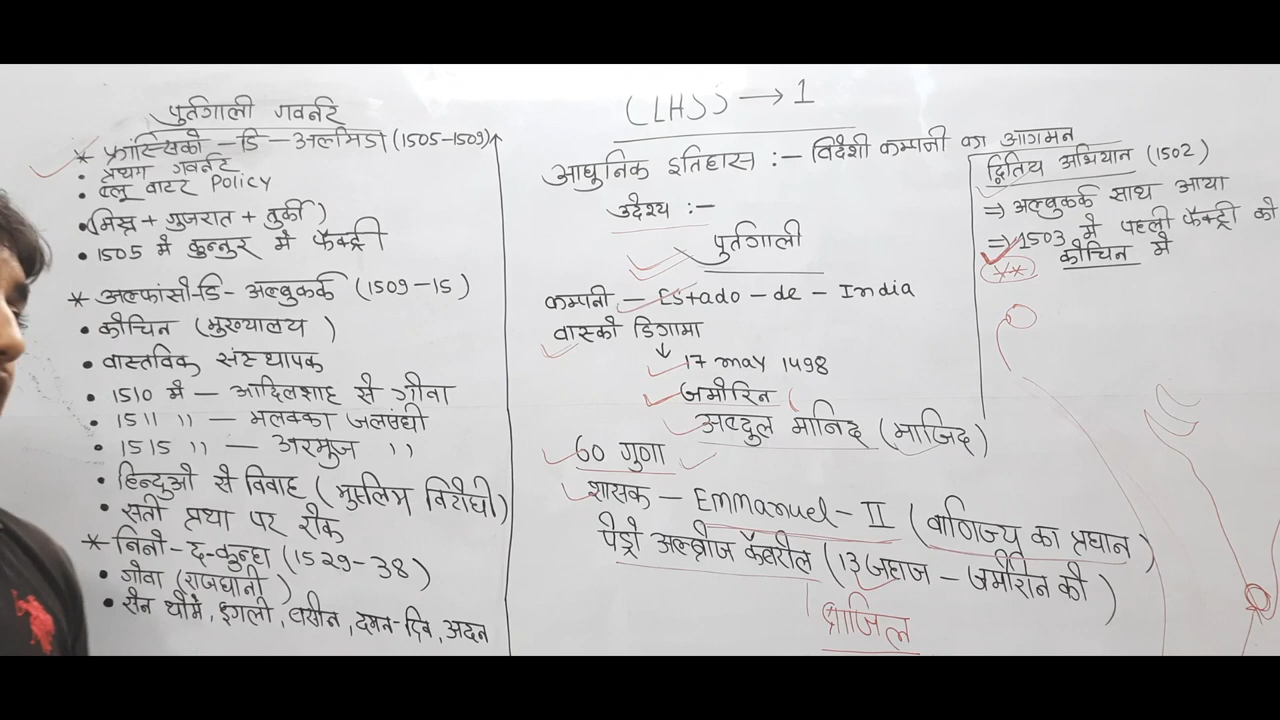 CLASS → 1
आधुनिक इतिहास :- विदेशी कम्पनी का आगमन
उदेश्य :-
पुर्तगाली
कम्पनी - Estado - de - India
वास्को डिगामा
↓
17 may 1498
जमोरिन
अब्दुल मानिद (माजिद)
60 गुणा
शासक - Emmanuel - II (वाणिज्य का प्रधान)
पेड्रो अल्ब्रोज कॅबरील (13 जहाज - जमोरिन को)
ब्राजिल
द्वितिय अभियान (1502)
⇒ अल्बुकर्क साथ आया
⇒ 1503 में पहली फॅक्ट्री को
कोचिन में
**
पुर्तगाली गवर्नर
* फ्रांस्सिको - डि - अलमिडा (1505-1509)
• प्रथम गवर्नर
• ब्लू वाटर Policy
• मिस्र + गुजरात + तुर्की)
• 1505 में कुन्नुर में फॅक्ट्री
* अल्फांसो-डि- अल्बुकर्क (1509-15)
• कोचिन (मुख्यालय)
• वास्तविक संस्थापक
• 1510 में - आदिलशाह से गोवा
• 1511 " - मलक्का जलसंधी
• 1515 " - अरमुज "
• हिन्दुओ से विवाह (मुस्लिम विरोधी)
• सती प्रथा पर रोक
* निनो-द-कुन्हा (1529-38)
• गोवा (राजधानी)
• सैन थोमे, हुगली, बसीन, दमन-दिव, अदन